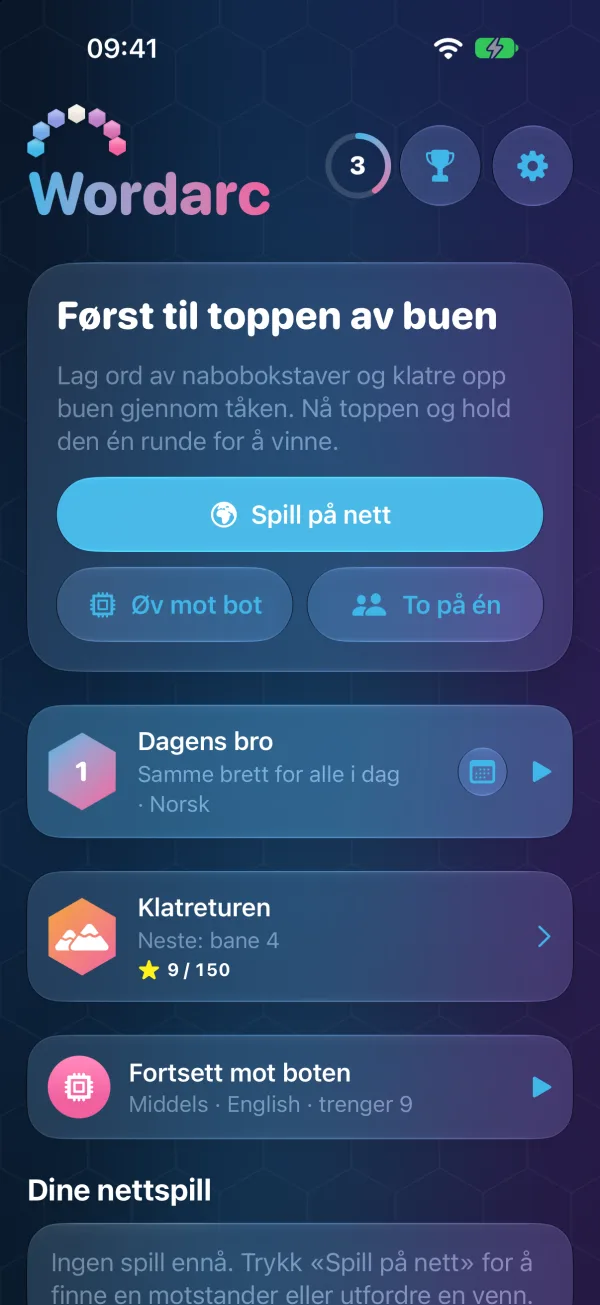 09:41
Wordarc
3
Først til toppen av buen
Lag ord av nabobokstaver og klatre opp
buen gjennom tåken. Nå toppen og hold
den én runde for å vinne.
Spill på nett
Øv mot bot
To på én
1
Dagens bro
Samme brett for alle i dag
· Norsk
Klatreturen
Neste: bane 4
9 / 150
Fortsett mot boten
Middels · English · trenger 9
Dine nettspill
Ingen spill ennå. Trykk «Spill på nett» for å
finne en motstander eller utfordre en venn.